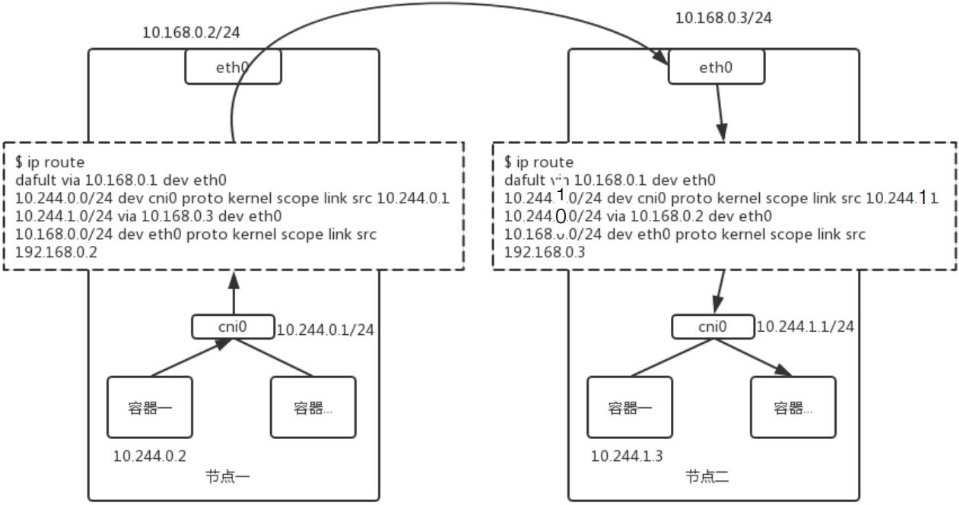 10.168.0.2/24
eth0
$ ip route
dafult via 10.168.0.1 dev eth0
10.244.0.0/24 dev cni0 proto kernel scope link src 10.244.0.1
10.244.1.0/24 via 10.168.0.3 dev eth0
10.168.0.0/24 dev eth0 proto kernel scope link src
192.168.0.2
cni0
10.244.0.1/24
容器一
容器...
10.244.0.2
节点一
10.168.0.3/24
eth0
$ ip route
dafult via 10.168.0.1 dev eth0
10.244.1.0/24 dev cni0 proto kernel scope link src 10.244.1.1
10.244.0.0/24 via 10.168.0.2 dev eth0
10.168.0.0/24 dev eth0 proto kernel scope link src
192.168.0.3
cni0
10.244.1.1/24
容器一
容器...
10.244.1.3
节点二